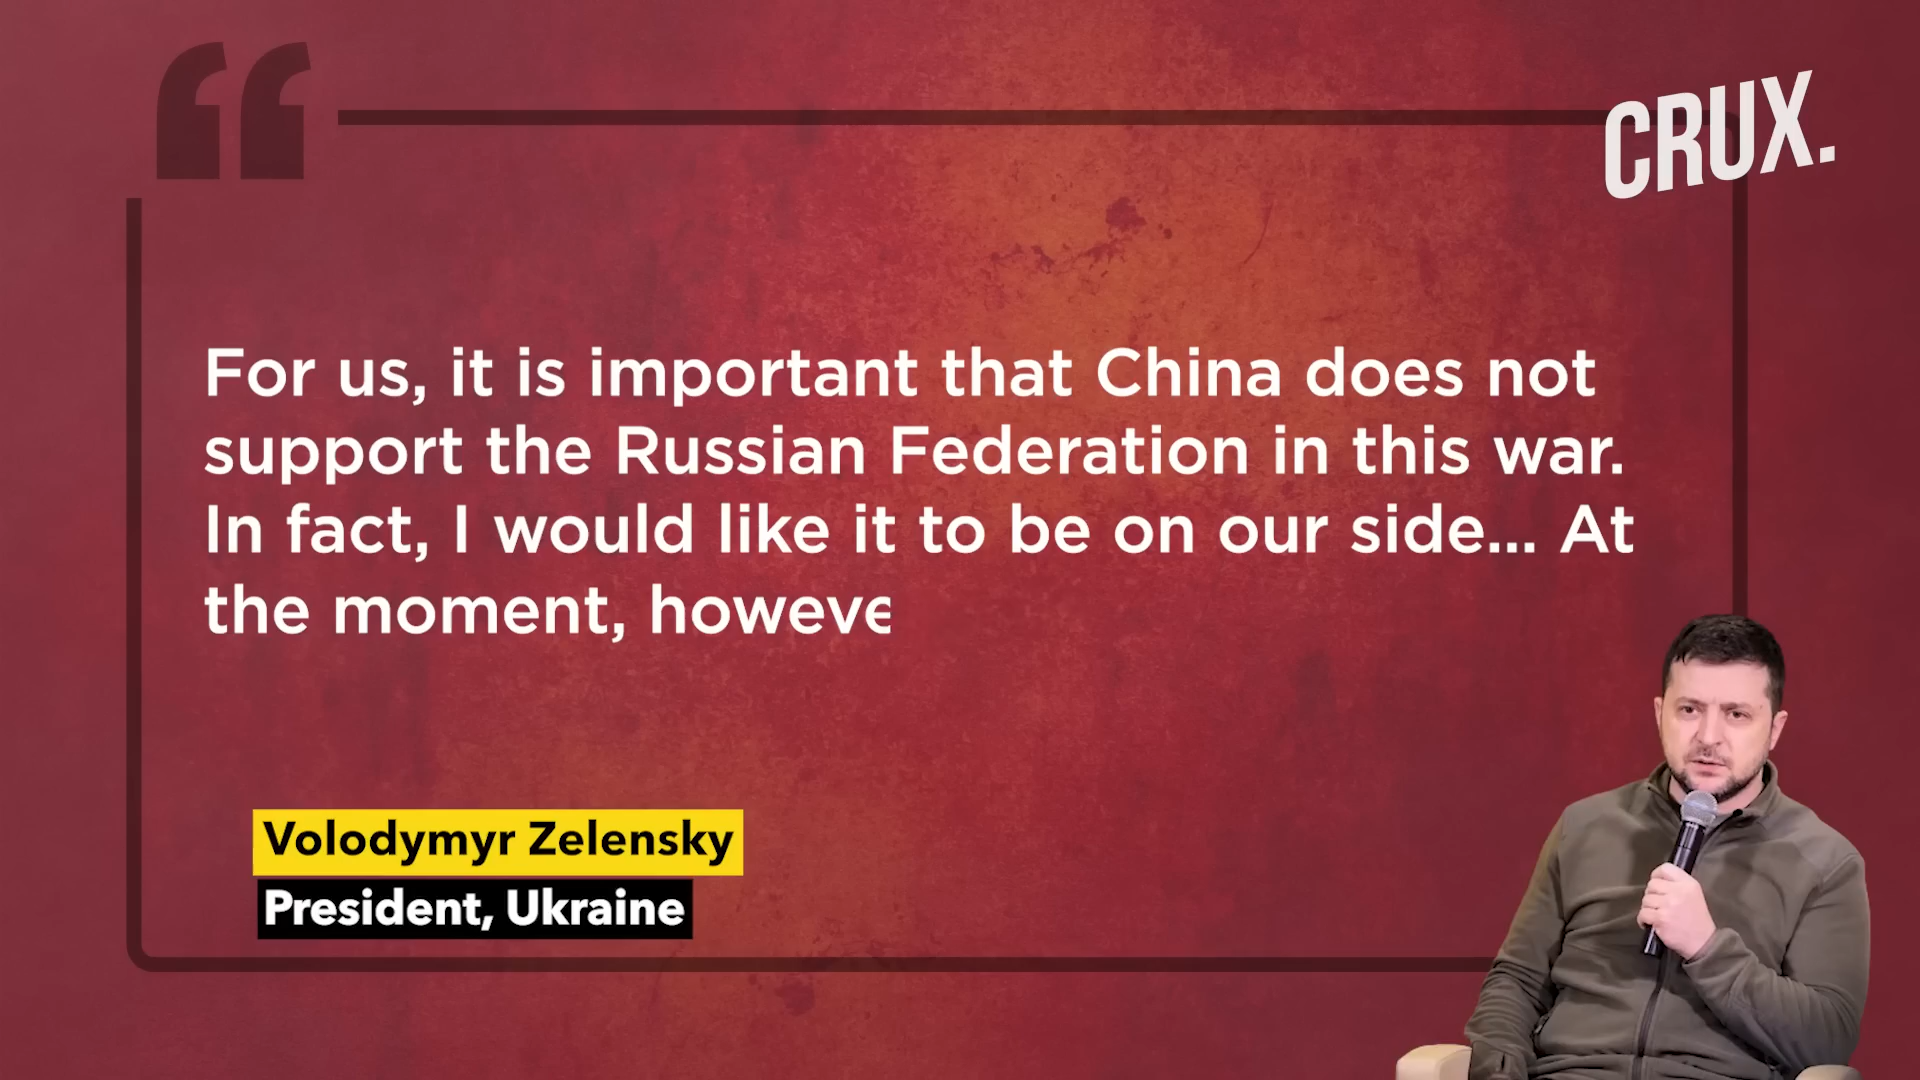 CRUX.
For us, it is important that China does not
support the Russian Federation in this war.
In fact, I would like it to be on our side... At
the moment, howeve
Volodymyr Zelensky
President, Ukraine